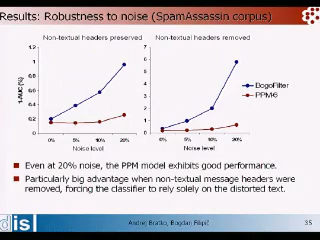 Results: Robustness to noise (SpamAssassin corpus)
Non-textual headers preserved
Non-textual headers removed
1-AUC (%)
1.2
1
0.8
0.6
0.4
0.2
0
0% 5% 10% 20%
Noise level
7
6
5
4
3
2
1
0
0% 5% 10% 20%
Noise level
BogoFilter
PPM6
Even at 20% noise, the PPM model exhibits good performance.
Particularly big advantage when non-textual message headers were
removed, forcing the classifier to rely solely on the distorted text.
dis
Andrej Bratko, Bogdan Filipič
35